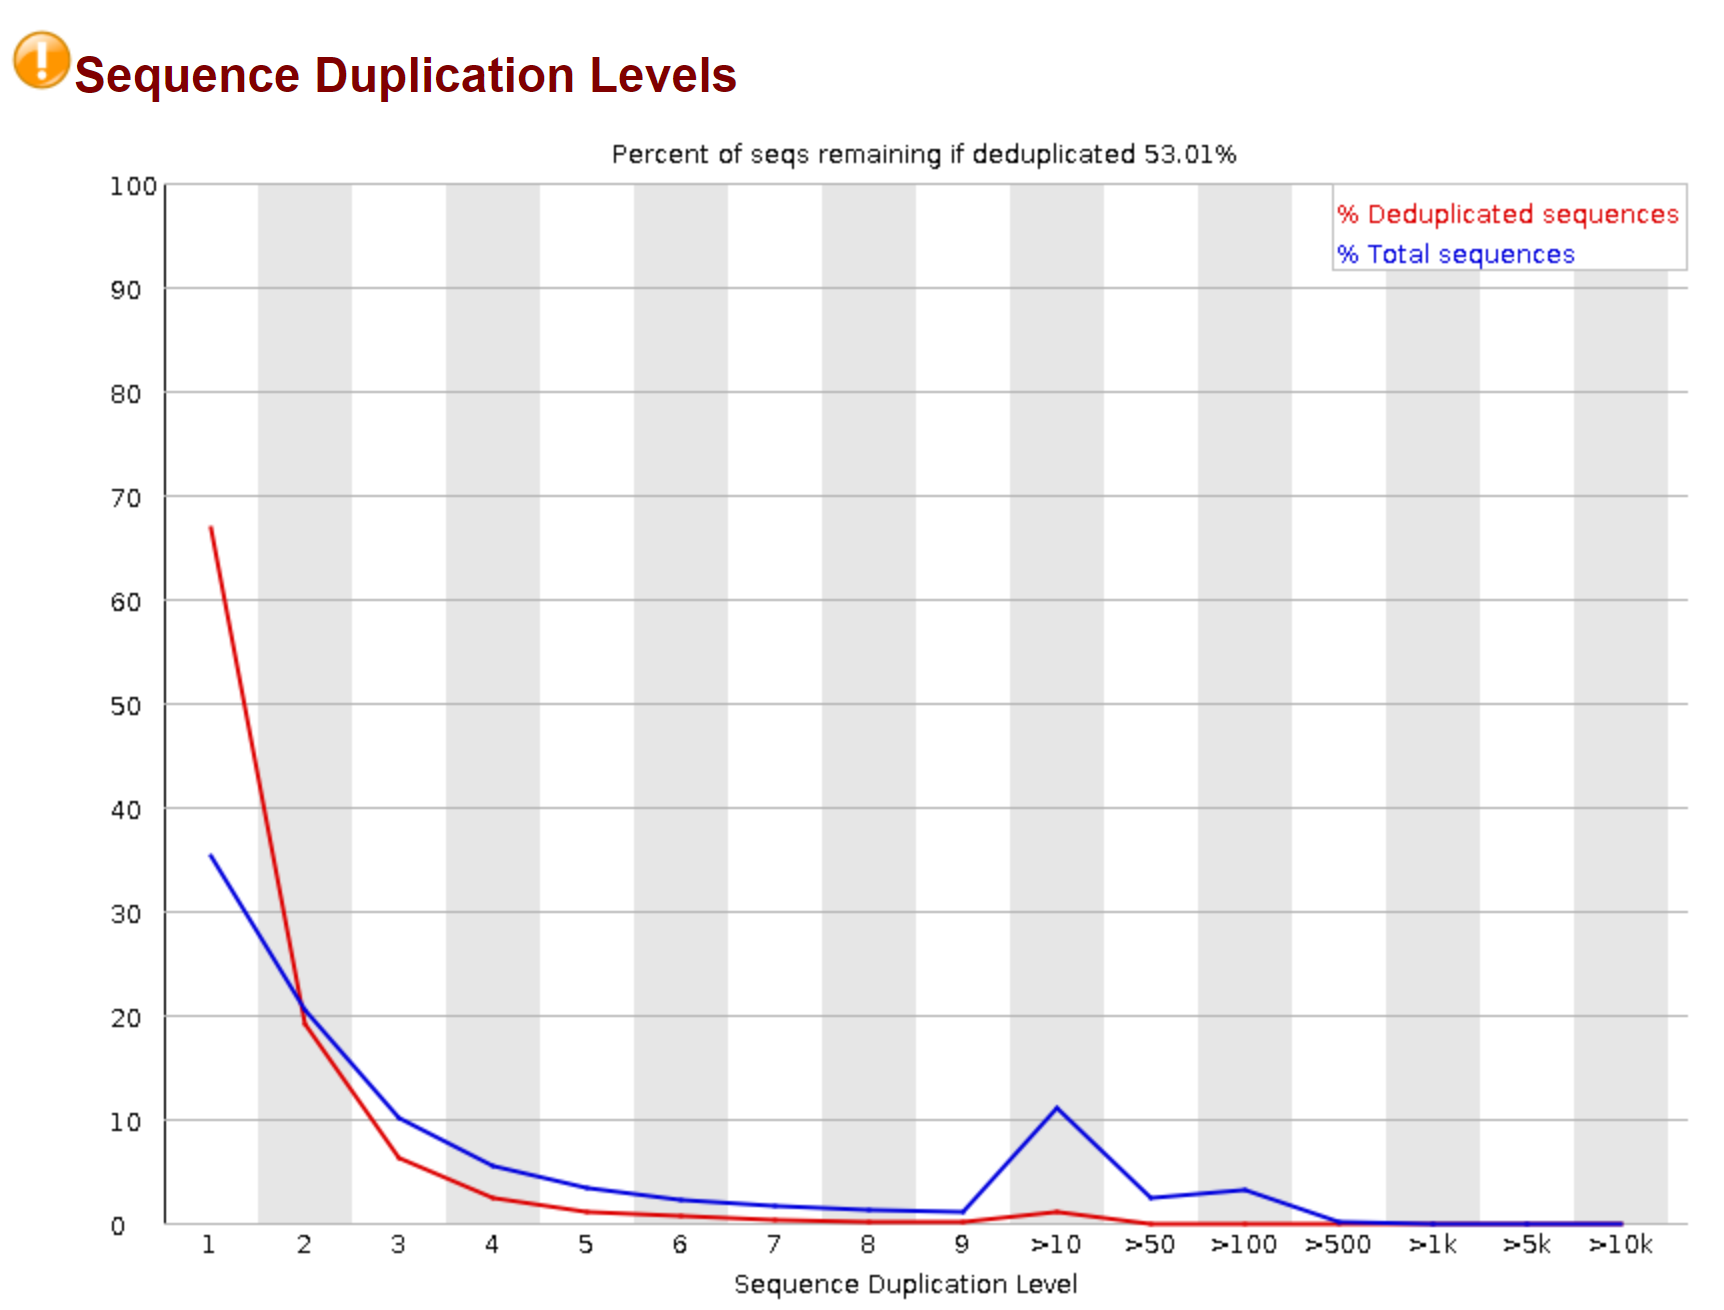 Sequence Duplication Levels
Percent of seqs remaining if deduplicated 53.01%
% Deduplicated sequences
% Total sequences
100
90
80
70
60
50
40
30
20
10
0
1 2 3 4 5 6 7 8 9 >10 >50 >100 >500 >1k >5k >10k
Sequence Duplication Level